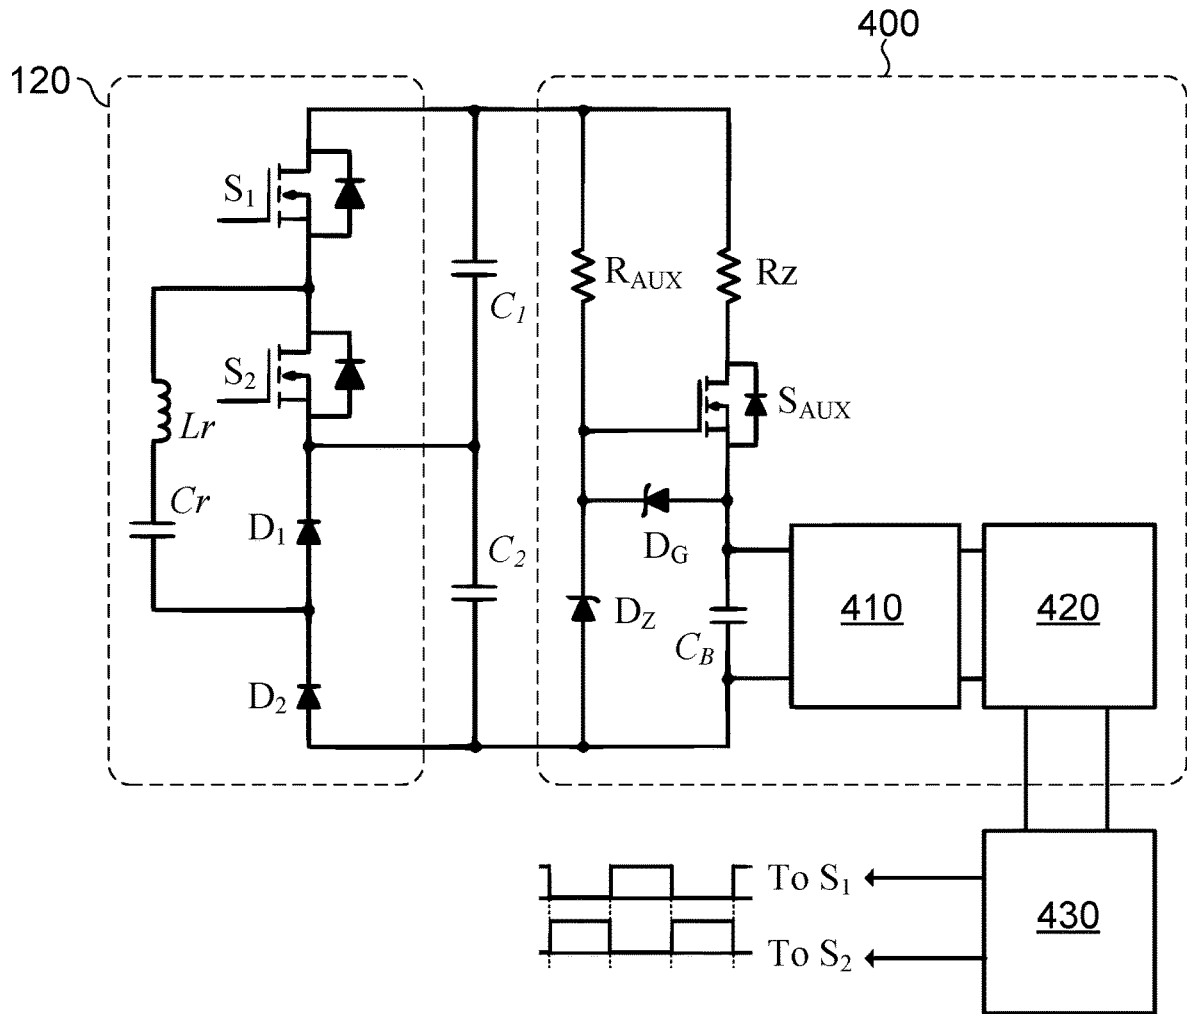 400
120
S1
RAUX
Rz
C1
S2
SAUX
Lr
Cr
D1
C2
DG
DZ
CB
410
420
D2
To S1
430
To S2